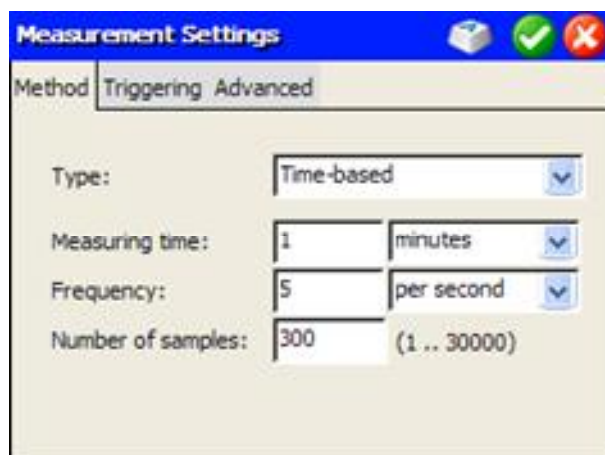 Measurement Settings
Method Triggering Advanced
Type: Time-based
Measuring time: 1 minutes
Frequency: 5 per second
Number of samples: 300 (1 .. 30000)